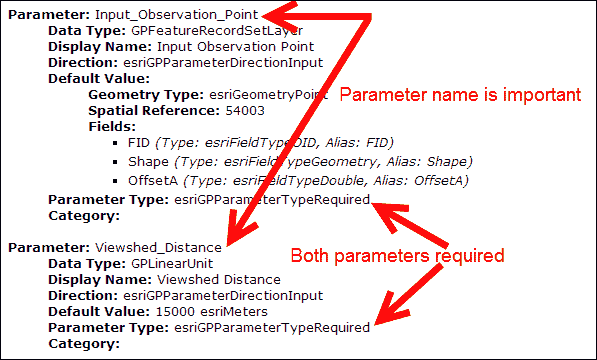 Parameter: Input_Observation_Point
Data Type: GPFeatureRecordSetLayer
Display Name: Input Observation Point
Direction: esriGPParameterDirectionInput
Default Value:
Geometry Type: esriGeometryPoint
Spatial Reference: 54003
Fields:
FID (Type: esriFieldTypeOID, Alias: FID)
Shape (Type: esriFieldTypeGeometry, Alias: Shape)
OffsetA (Type: esriFieldTypeDouble, Alias: OffsetA)
Parameter Type: esriGPParameterTypeRequired
Category:
Parameter name is important
Parameter: Viewshed_Distance
Data Type: GPLinearUnit
Display Name: Viewshed Distance
Direction: esriGPParameterDirectionInput
Default Value: 15000 esriMeters
Parameter Type: esriGPParameterTypeRequired
Category:
Both parameters required